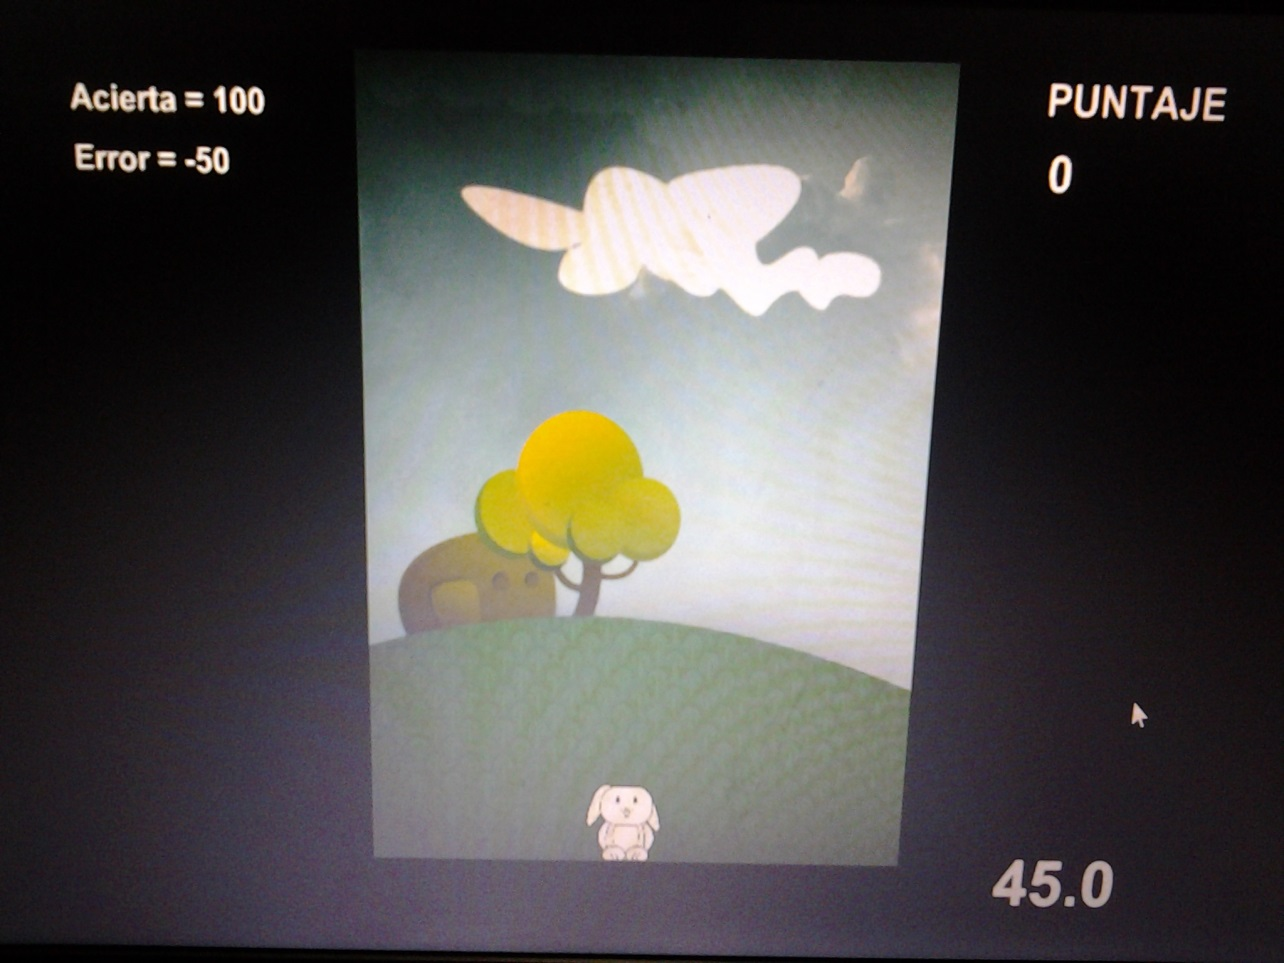 Acierta = 100
Error = -50
PUNTAJE
0
45.0